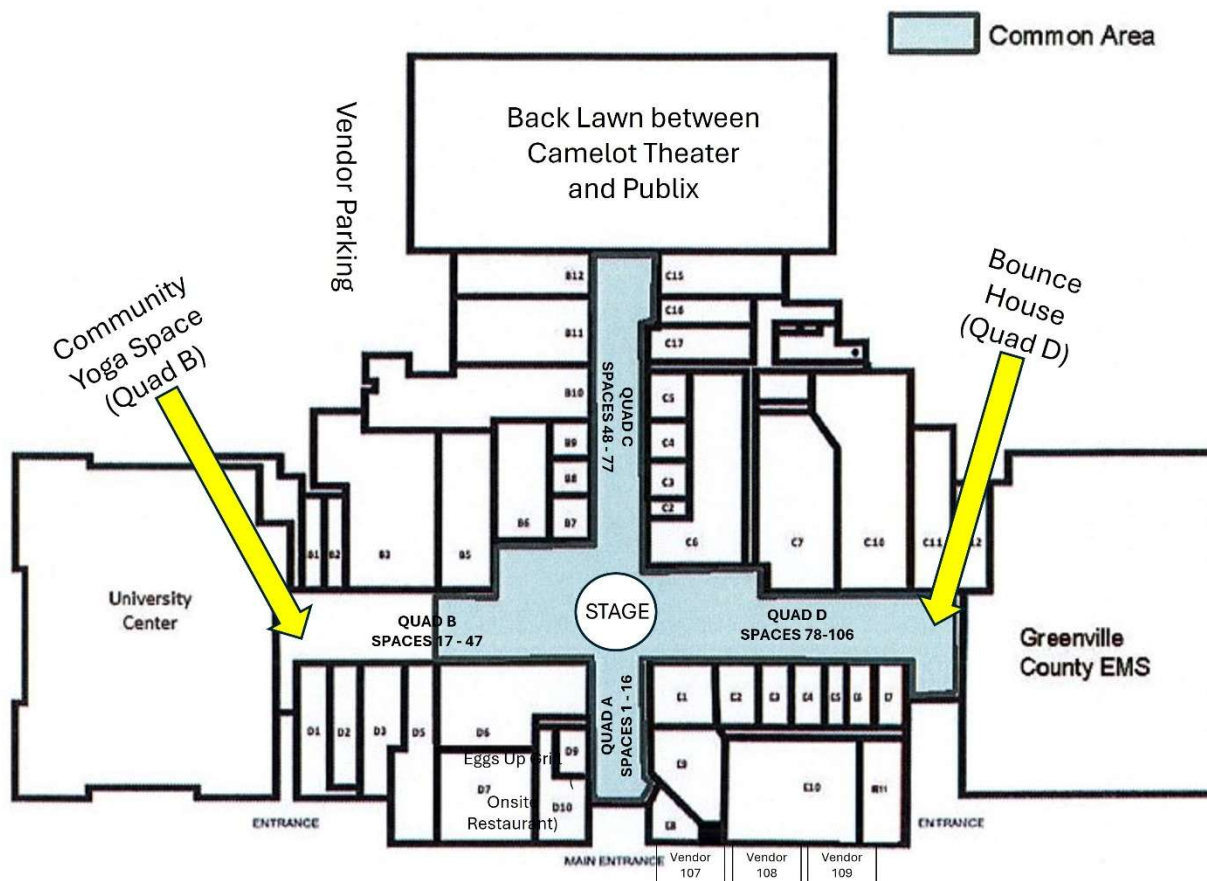 Common Area
Back Lawn between
Camelot Theater
and Publix
Vendor Parking
Community
Yoga Space
(Quad B)
Bounce
House
(Quad D)
B12
C15
C16
B11
C17
QUAD C
SPACES 48 - 77
B10
C5
B9
C4
B8
C3
B6
B7
C2
B1
B2
B3
B5
C6
C7
C10
C11
12
University
Center
STAGE
QUAD B
SPACES 17 - 47
QUAD D
SPACES 78-106
Greenville
County EMS
QUAD A
SPACES 1 - 16
D1
D2
D3
D5
D6
E1
E2
E3
E4
E5
E6
E7
D9
Eggs Up Grill
(
E9
D7
E10
E11
Onsite
Restaurant)
D10
E8
ENTRANCE
ENTRANCE
MAIN ENTRANCE
Vendor
107
Vendor
108
Vendor
109